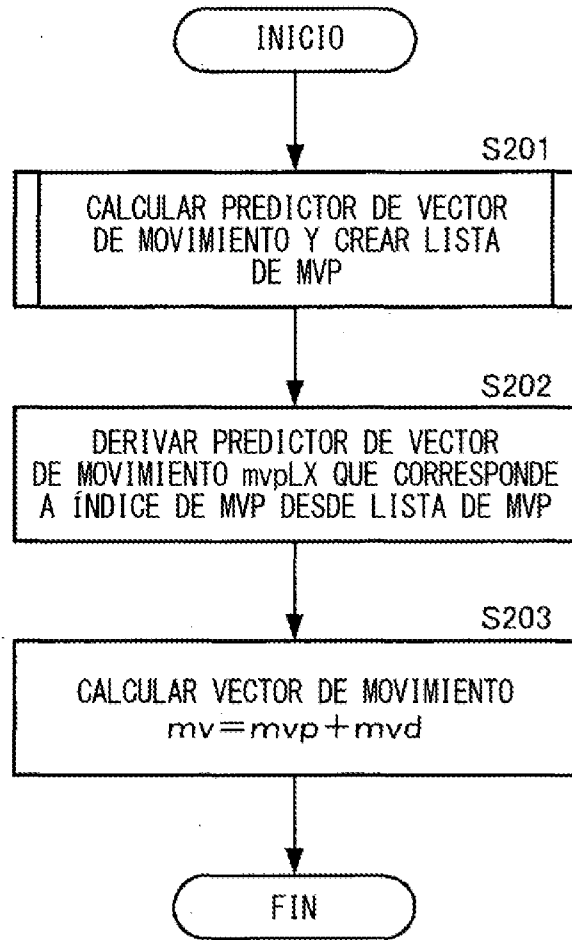 INICIO
S201
CALCULAR PREDICTOR DE VECTOR
DE MOVIMIENTO Y CREAR LISTA
DE MVP
S202
DERIVAR PREDICTOR DE VECTOR
DE MOVIMIENTO mvpLX QUE CORRESPONDE
A ÍNDICE DE MVP DESDE LISTA DE MVP
S203
CALCULAR VECTOR DE MOVIMIENTO
mv=mvp+mvd
FIN